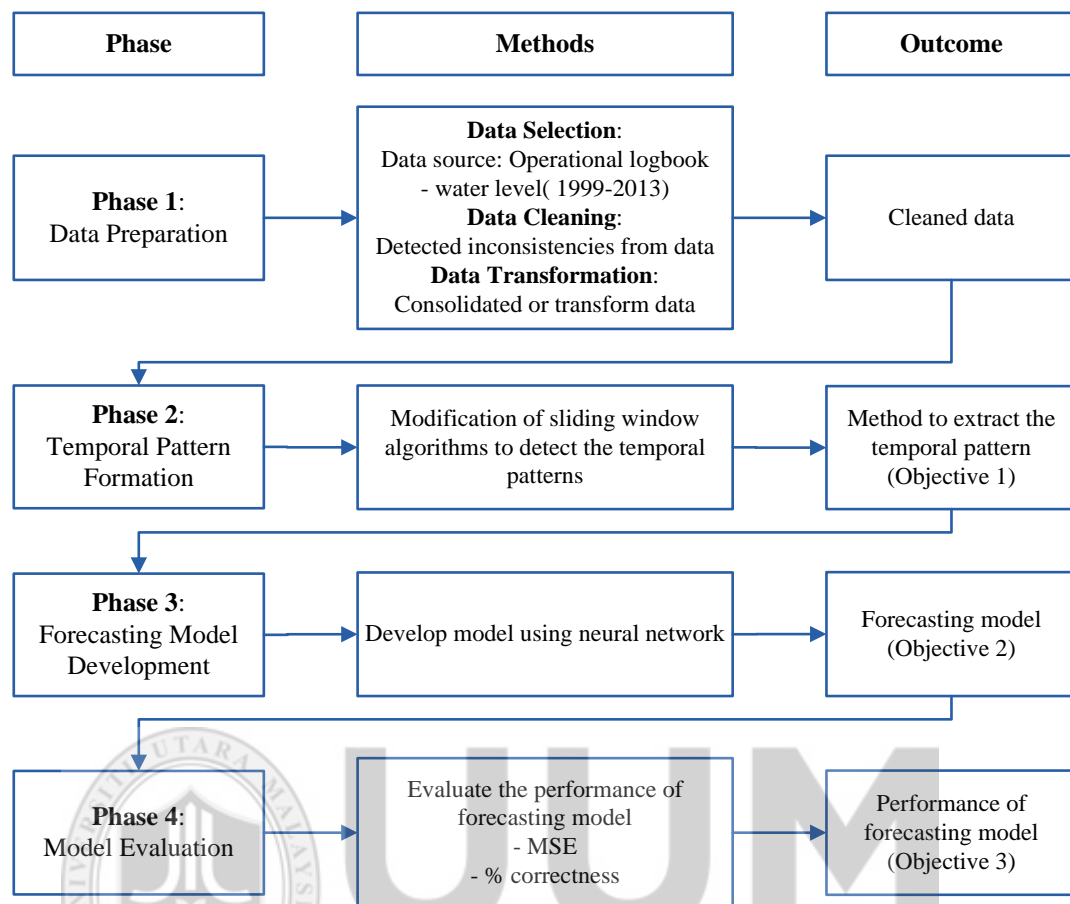 Phase
Methods
Outcome
Phase 1:
Data Preparation
Data Selection:
Data source: Operational logbook
- water level( 1999-2013)
Data Cleaning:
Detected inconsistencies from data
Data Transformation:
Consolidated or transform data
Cleaned data
Phase 2:
Temporal Pattern
Formation
Modification of sliding window
algorithms to detect the temporal
patterns
Method to extract the
temporal pattern
(Objective 1)
Phase 3:
Forecasting Model
Development
Develop model using neural network
Forecasting model
(Objective 2)
Phase 4:
Model Evaluation
Evaluate the performance of
forecasting model
- MSE
- % correctness
Performance of
forecasting model
(Objective 3)
UUM
UNIVERSITI UTARA MALAYS